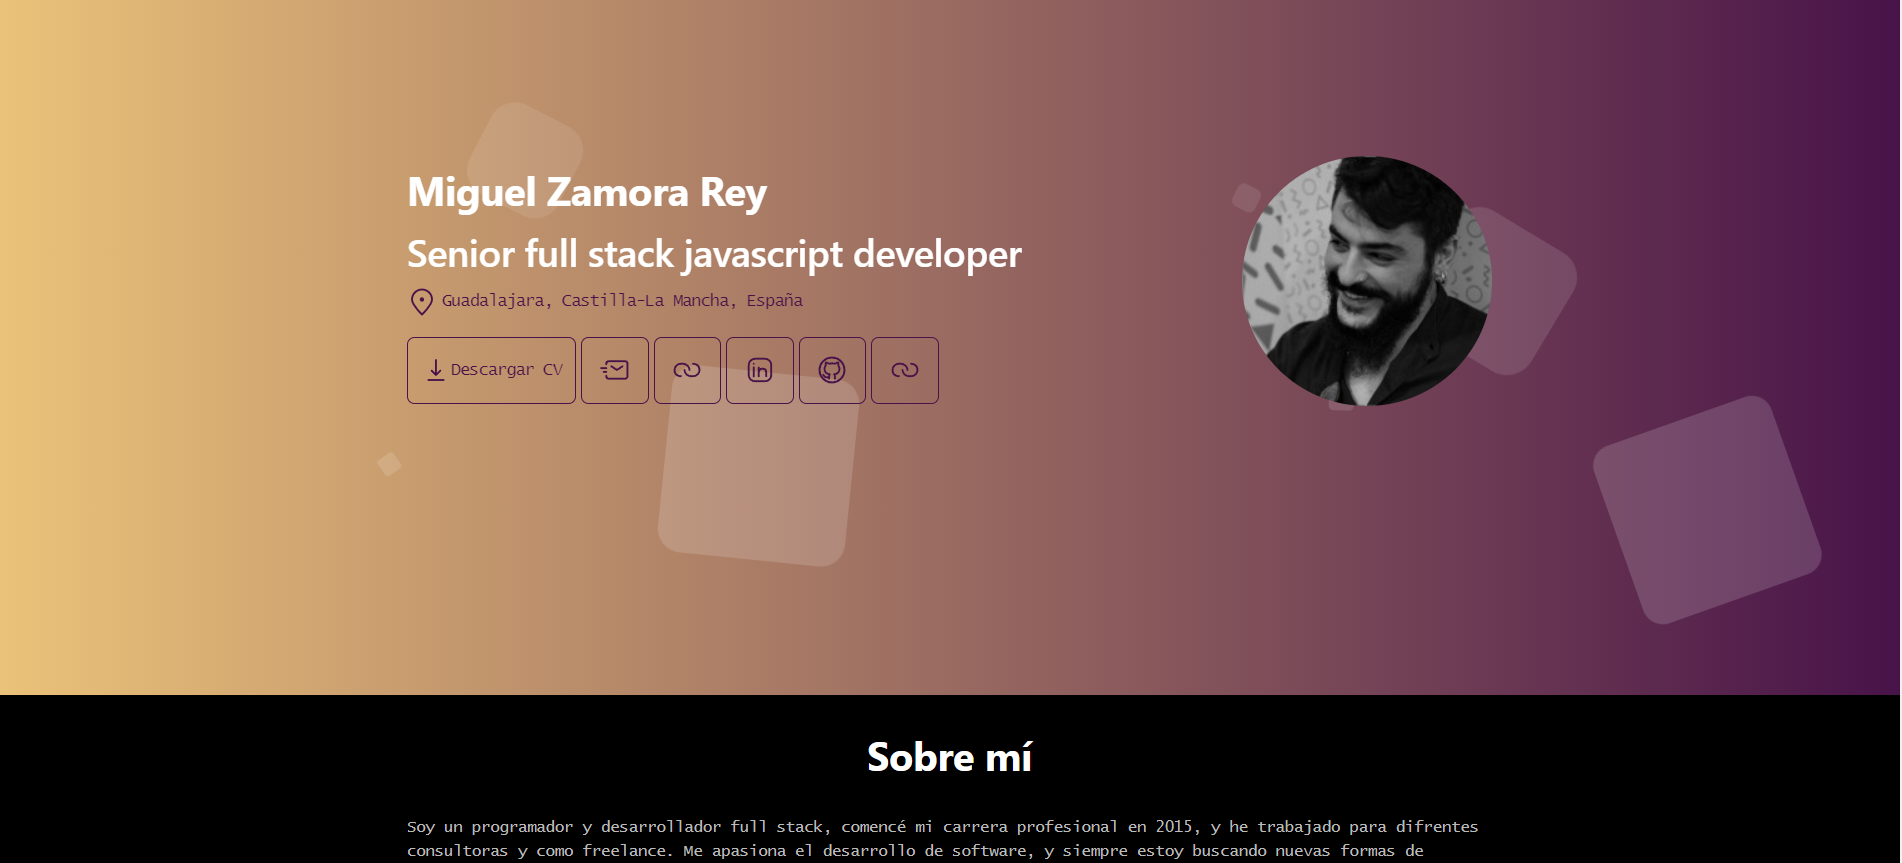 Miguel Zamora Rey
Senior full stack javascript developer
Guadalajara, Castilla-La Mancha, España
Descargar CV
in
Sobre mí
Soy un programador y desarrollador full stack, comencé mi carrera profesional en 2015, y he trabajado para difrentes
consultoras y como freelance. Me apasiona el desarrollo de software, y siempre estoy buscando nuevas formas de